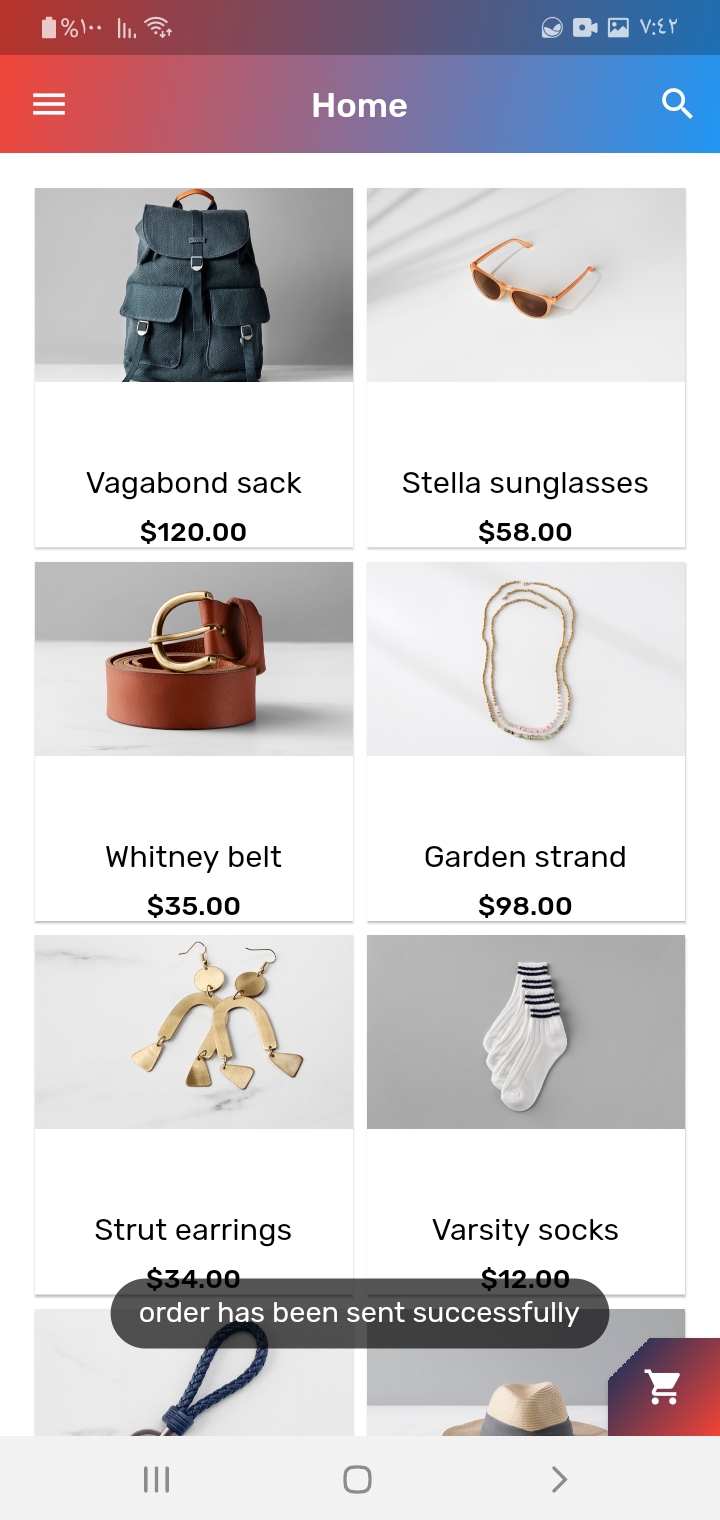 %١٠٠
٧:٤٢
Home
Vagabond sack
Stella sunglasses
$120.00
$58.00
Whitney belt
Garden strand
$35.00
$98.00
Strut earrings
Varsity socks
$34.00
$12.00
order has been sent successfully